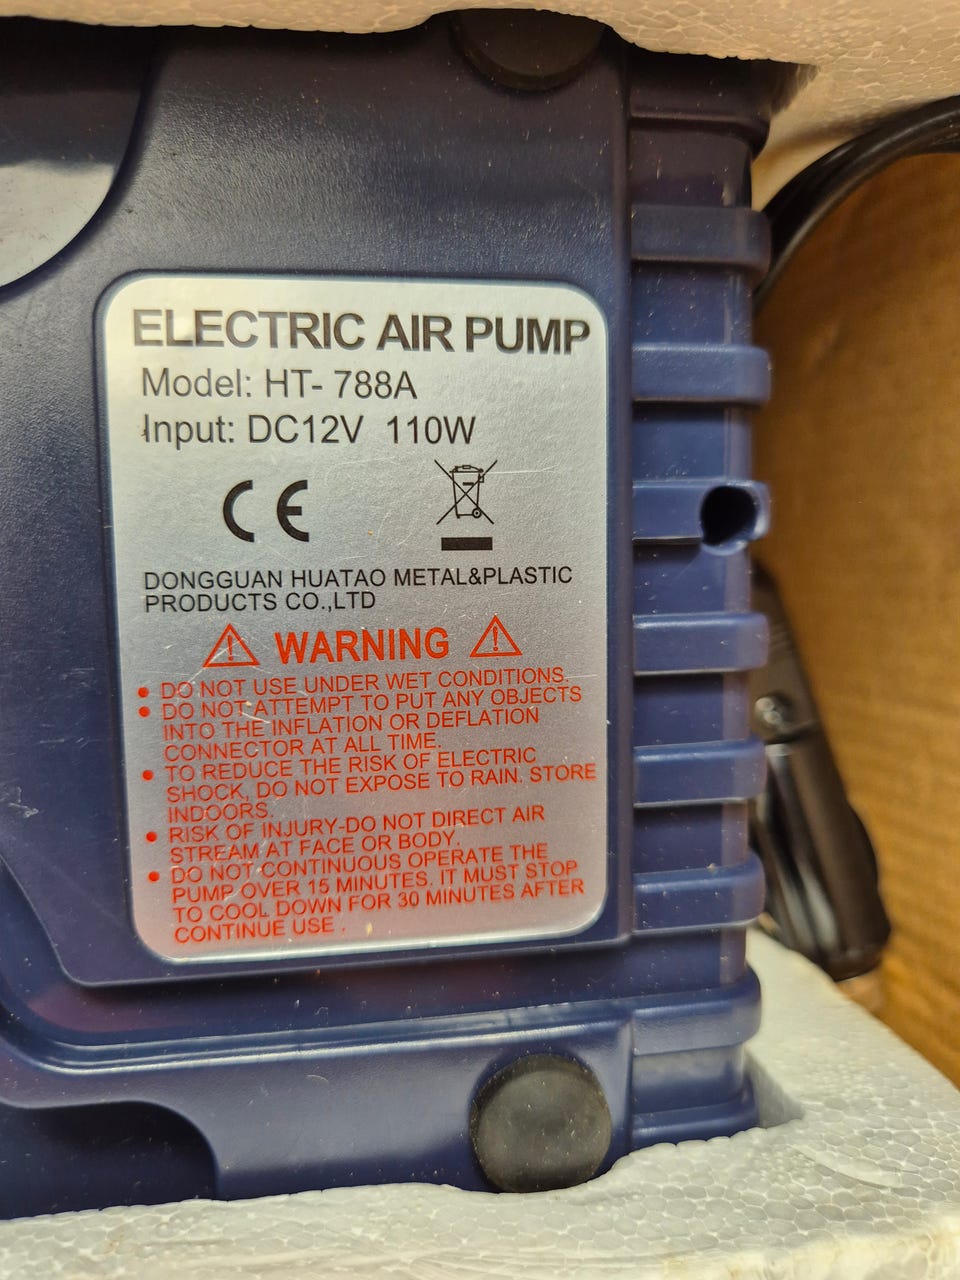 ELECTRIC AIR PUMP
Model: HT- 788A
Input: DC12V 110W
CE
DONGGUAN HUATAO METAL&PLASTIC
PRODUCTS CO.,LTD
WARNING
• DO NOT USE UNDER WET CONDITIONS.
• DO NOT ATTEMPT TO PUT ANY OBJECTS
INTO THE INFLATION OR DEFLATION
CONNECTOR AT ALL TIME.
• TO REDUCE THE RISK OF ELECTRIC
SHOCK, DO NOT EXPOSE TO RAIN. STORE
INDOORS.
• RISK OF INJURY-DO NOT DIRECT AIR
STREAM AT FACE OR BODY.
• DO NOT CONTINUOUS OPERATE THE
PUMP OVER 15 MINUTES. IT MUST STOP
TO COOL DOWN FOR 30 MINUTES AFTER
CONTINUE USE .